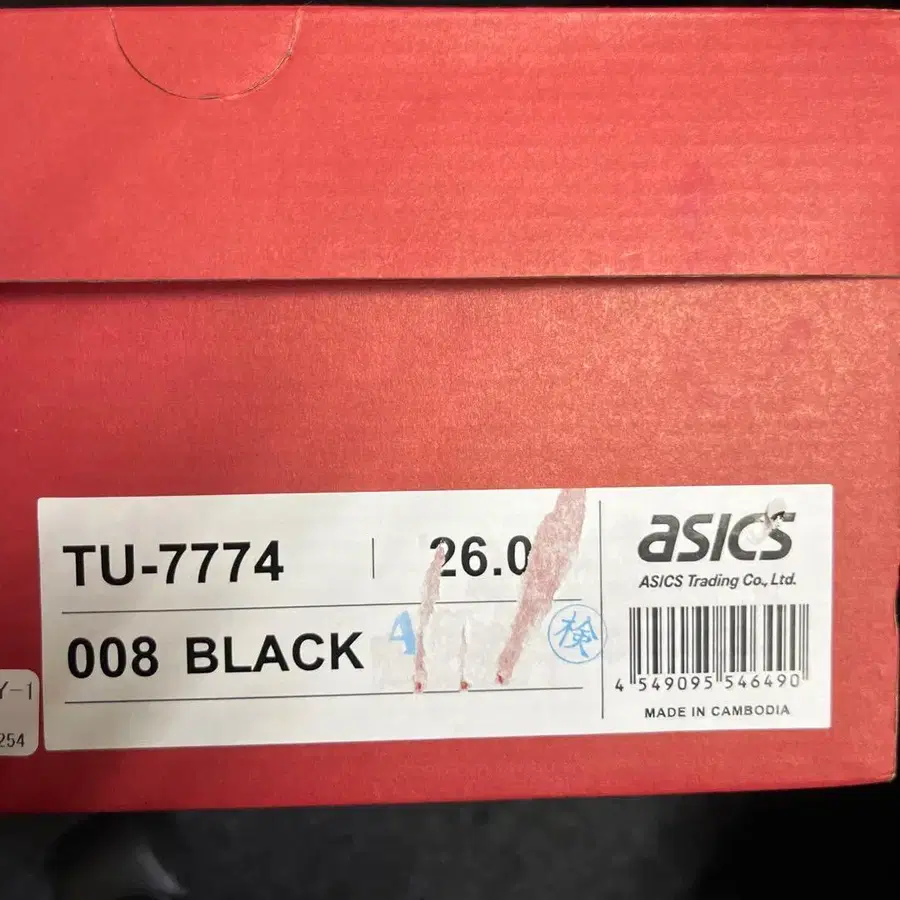 TU-7774 | 26.0
008 BLACK
4
検
asics
ASICS Trading Co., Ltd.
4 549095 546490
MADE IN CAMBODIA
Y-1
254